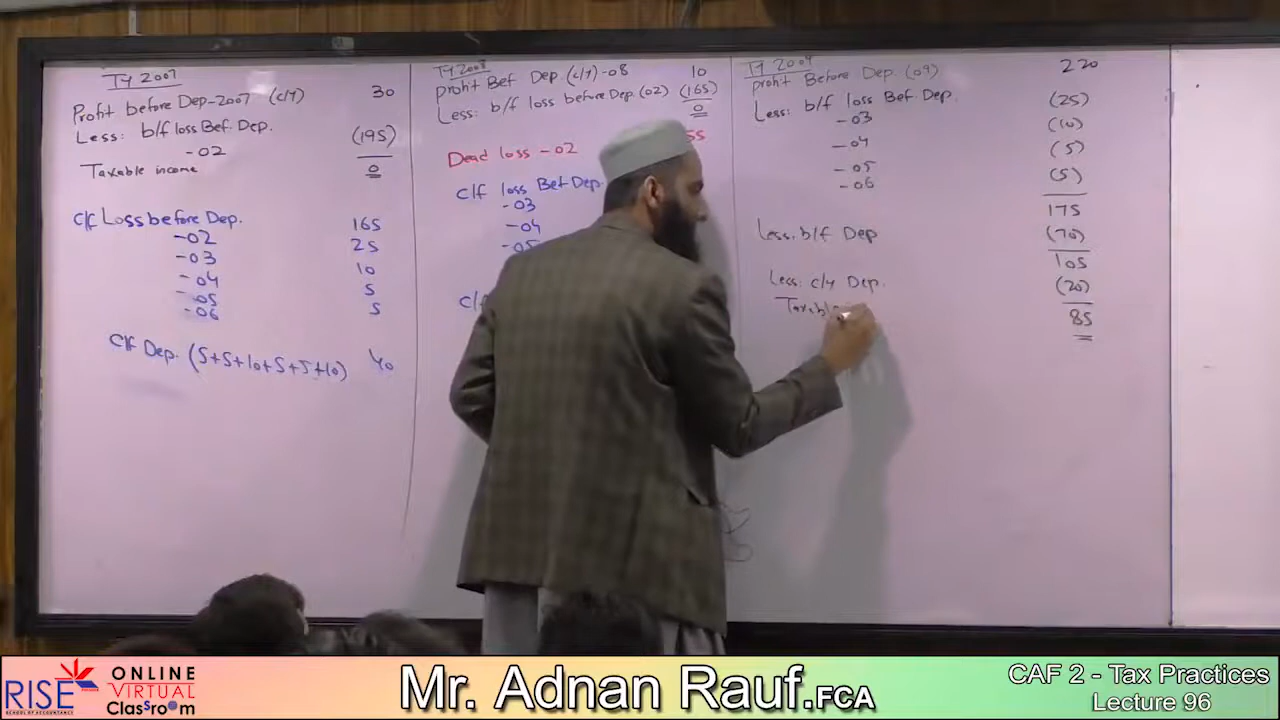 TY 2007
Profit before Dep-2007 (c/y) 30
Less: b/f loss Bef. Dep.
-02 (195)
Taxable income 0
C/f Loss before Dep.
-02 165
-03 25
-04 10
-05 5
-06 5
C/f Dep. (5+5+10+5+5+10) 40
TY 2008
profit Bef Dep. (c/y)-08 10
Less: b/f loss before Dep. (02) (165)
0
Dead loss -02
C/f loss Bef Dep.
-03
-04
-05
c/f
TY 2009
profit Before Dep. (09) 220
Less: b/f loss Bef Dep.
-03 (25)
-04 (10)
-05 (5)
-06 (5)
175
Less: b/f Dep (70)
105
Less: c/y Dep. (20)
85
RISE
SCHOOL OF ACCOUNTANCY
ONLINE
VIRTUAL
Classroom
Mr. Adnan Rauf.FCA
CAF 2 - Tax Practices
Lecture 96